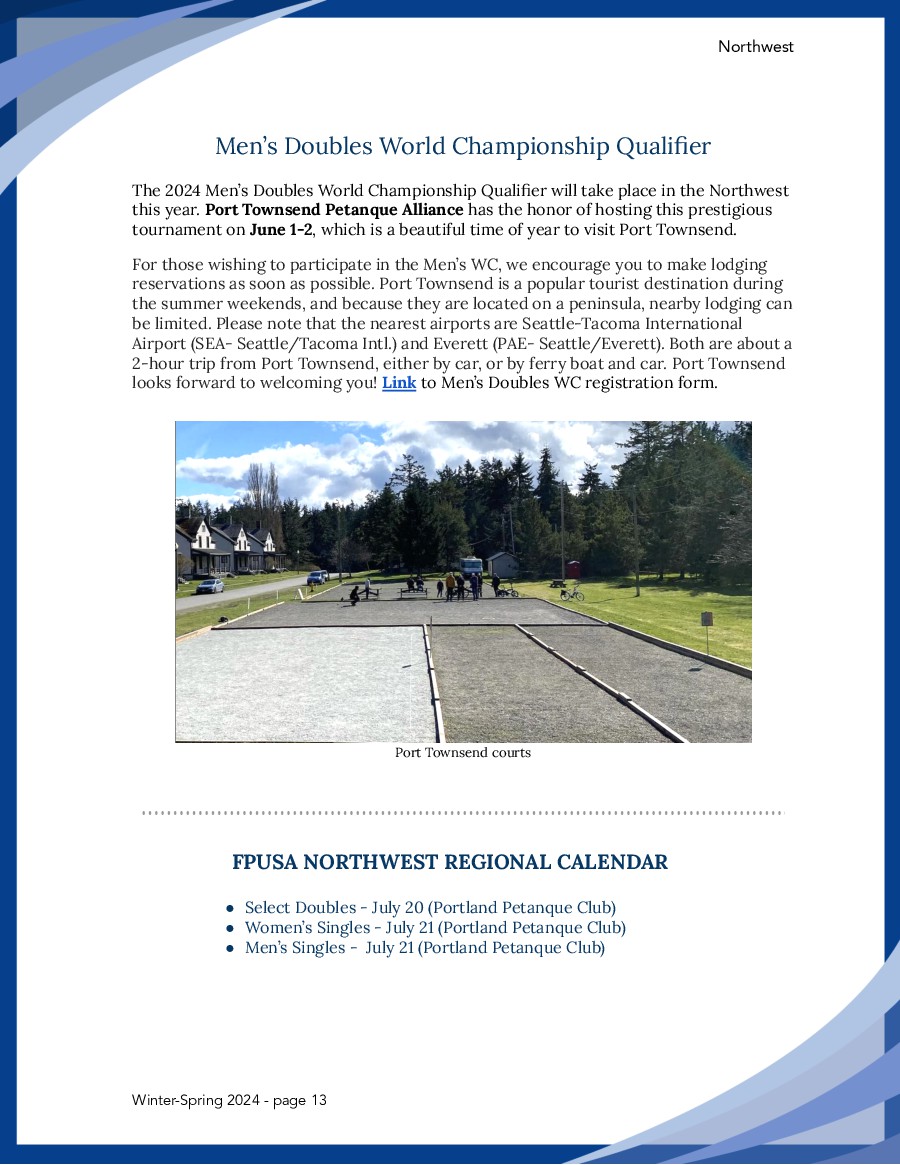 Northwest
Men's Doubles World Championship Qualifier
The 2024 Men's Doubles World Championship Qualifier will take place in the Northwest
this year. Port Townsend Petanque Alliance has the honor of hosting this prestigious
tournament on June 1-2, which is a beautiful time of year to visit Port Townsend.
For those wishing to participate in the Men's WC, we encourage you to make lodging
reservations as soon as possible. Port Townsend is a popular tourist destination during
the summer weekends, and because they are located on a peninsula, nearby lodging can
be limited. Please note that the nearest airports are Seattle-Tacoma International
Airport (SEA- Seattle/Tacoma Intl.) and Everett (PAE- Seattle/Everett). Both are about a
2-hour trip from Port Townsend, either by car, or by ferry boat and car. Port Townsend
looks forward to welcoming you! Link to Men's Doubles WC registration form.
Port Townsend courts
FPUSA NORTHWEST REGIONAL CALENDAR
● Select Doubles - July 20 (Portland Petanque Club)
● Women's Singles - July 21 (Portland Petanque Club)
● Men's Singles -  July 21 (Portland Petanque Club)
Winter-Spring 2024 - page 13